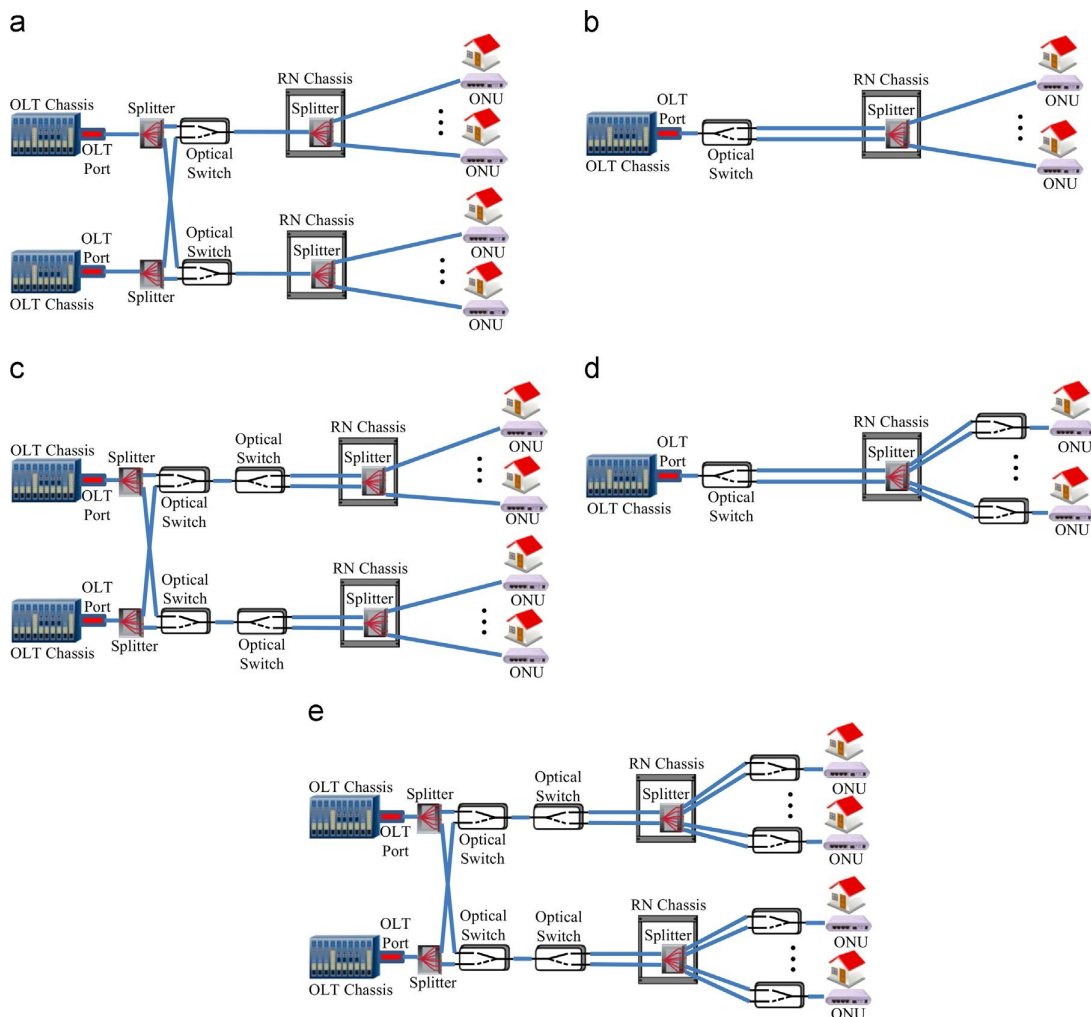 a
RN Chassis
OLT Chassis
Splitter
Splitter
ONU
OLT
Port
Optical
Switch
ONU
RN Chassis
OLT
Port
Optical
Switch
Splitter
ONU
OLT Chassis
Splitter
ONU
b
RN Chassis
OLT
Port
Splitter
ONU
OLT Chassis
Optical
Switch
ONU
c
RN Chassis
OLT Chassis
Splitter
Optical
Switch
Splitter
ONU
OLT
Port
Optical
Switch
ONU
RN Chassis
OLT
Port
Optical
Switch
Splitter
ONU
OLT Chassis
Splitter
Optical
Switch
ONU
d
RN Chassis
OLT
Port
Splitter
ONU
OLT Chassis
Optical
Switch
ONU
e
RN Chassis
OLT Chassis
Splitter
Optical
Switch
Splitter
ONU
OLT
Port
Optical
Switch
ONU
RN Chassis
OLT
Port
Optical
Switch
Optical
Switch
Splitter
ONU
OLT Chassis
Splitter
ONU